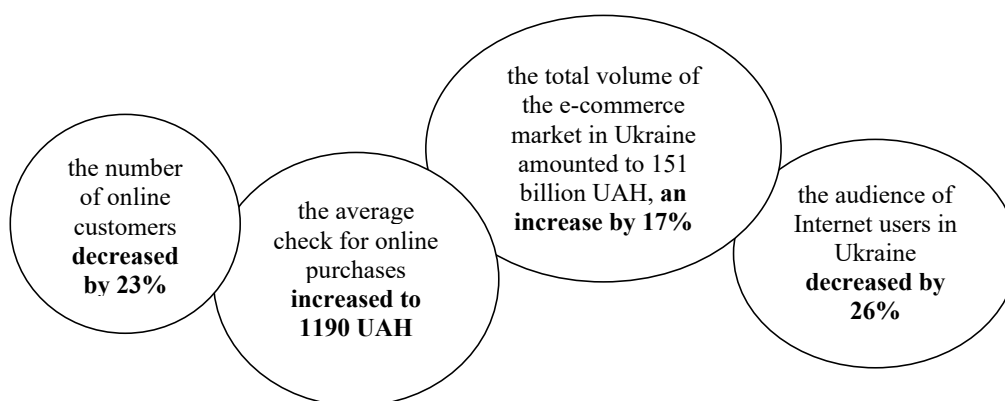 the number
of online
customers
decreased
by 23%
the average
check for online
purchases
increased to
1190 UAH
the total volume of
the e-commerce
market in Ukraine
amounted to 151
billion UAH, an
increase by 17%
the audience of
Internet users in
Ukraine
decreased by
26%